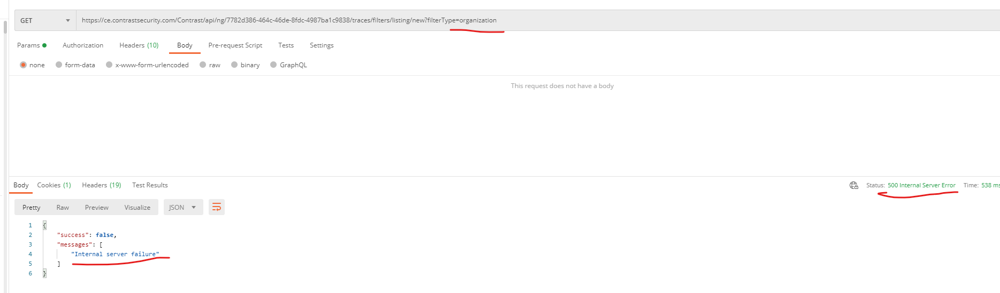 GET https://ce.contrastsecurity.com/Contrast/api/ng/7782d386-464c-46de-8fdc-4987ba1c9838/traces/filters/listing/new?filterType=organization
Params Authorization Headers (10) Body Pre-request Script Tests Settings
none form-data x-www-form-urlencoded raw binary GraphQL
This request does not have a body
Body Cookies (1) Headers (19) Test Results Status: 500 Internal Server Error Time: 538 ms
Pretty Raw Preview Visualize JSON
1 {
2 "success": false,
3 "messages": [
4 "Internal server failure"
5 ]
6 }